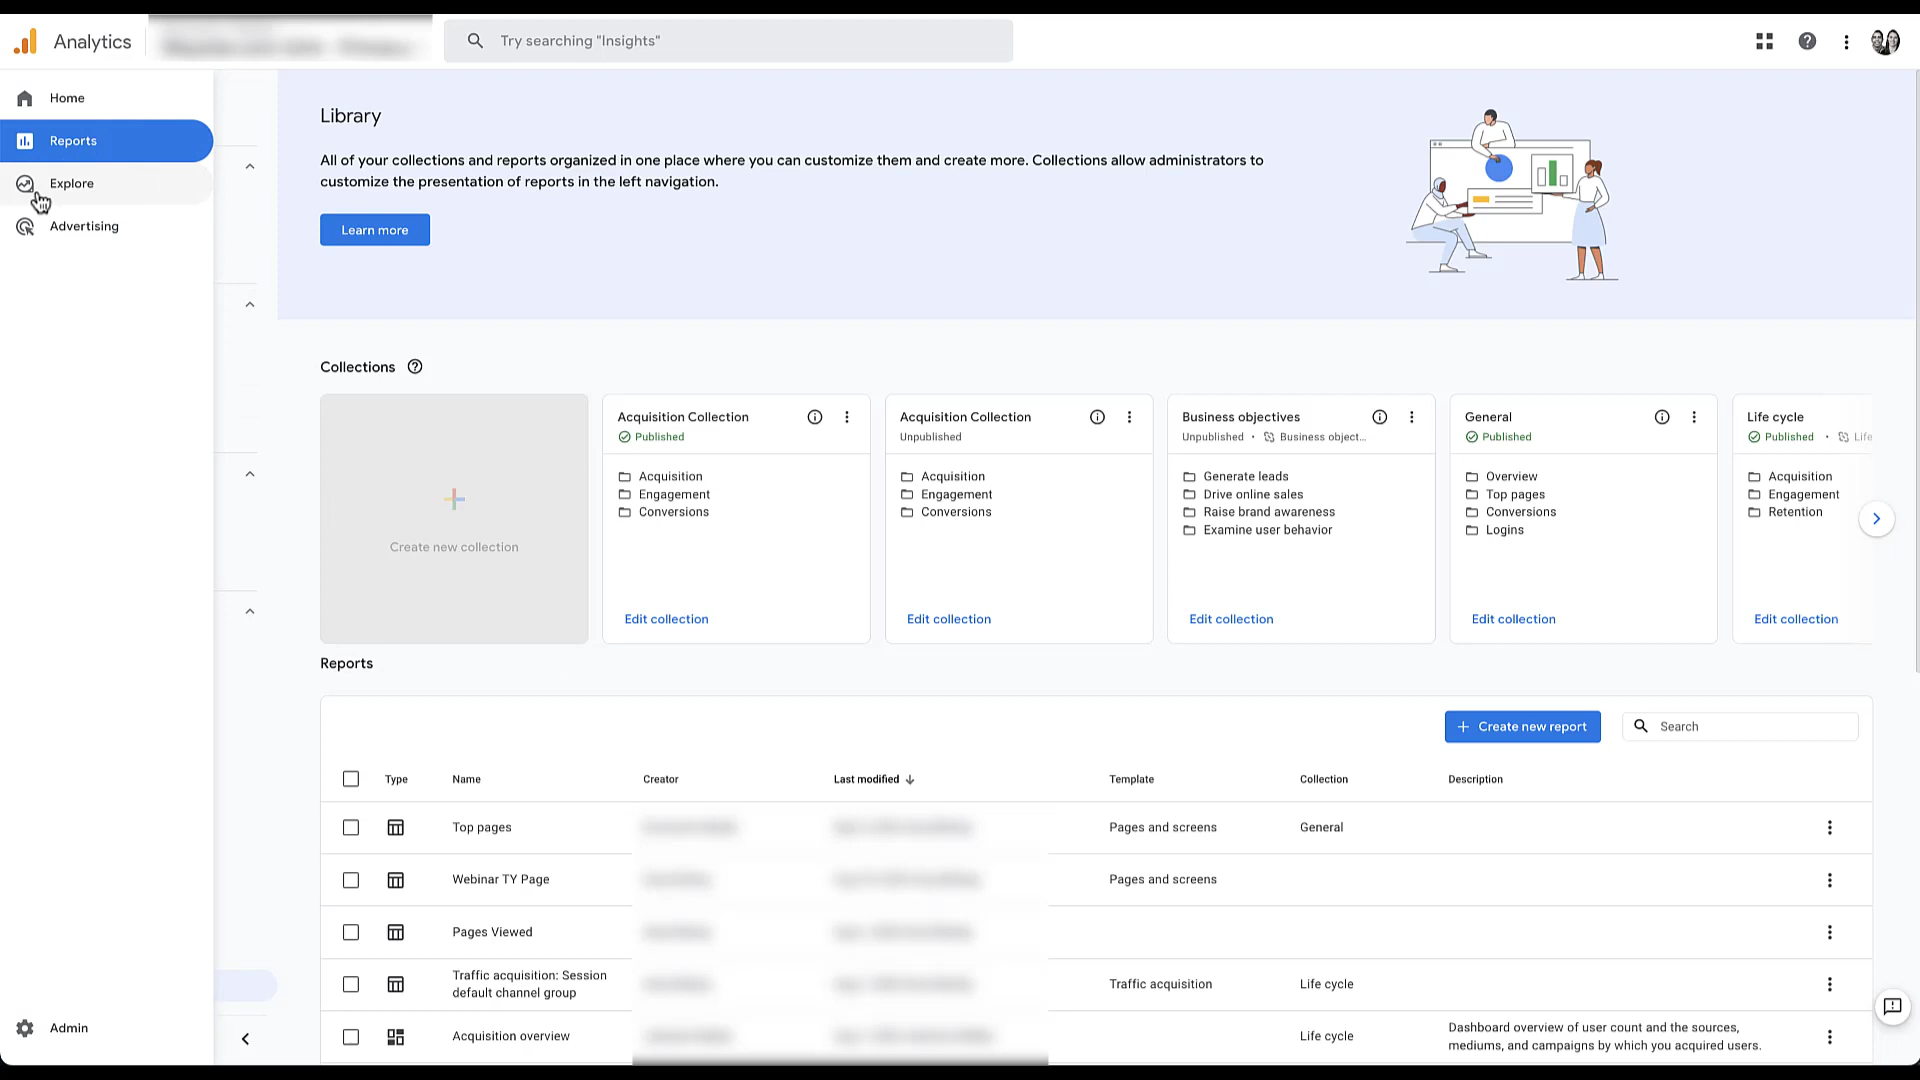 Analytics
Try searching "Insights"
Home
Reports
Explore
Advertising
Admin
Library
All of your collections and reports organized in one place where you can customize them and create more. Collections allow administrators to
customize the presentation of reports in the left navigation.
Learn more
Collections
Create new collection
Acquisition Collection
Published
Acquisition
Engagement
Conversions
Edit collection
Acquisition Collection
Unpublished
Acquisition
Engagement
Conversions
Edit collection
Business objectives
Unpublished • Business object...
Generate leads
Drive online sales
Raise brand awareness
Examine user behavior
Edit collection
General
Published
Overview
Top pages
Conversions
Logins
Edit collection
Life cycle
Published • Life
Acquisition
Engagement
Retention
Edit collection
Reports
Create new report
Search
Type Name Creator Last modified Template Collection Description
Top pages Pages and screens General
Webinar TY Page Pages and screens
Pages Viewed
Traffic acquisition: Session
default channel group Traffic acquisition Life cycle
Acquisition overview Life cycle Dashboard overview of user count and the sources,
mediums, and campaigns by which you acquired users.